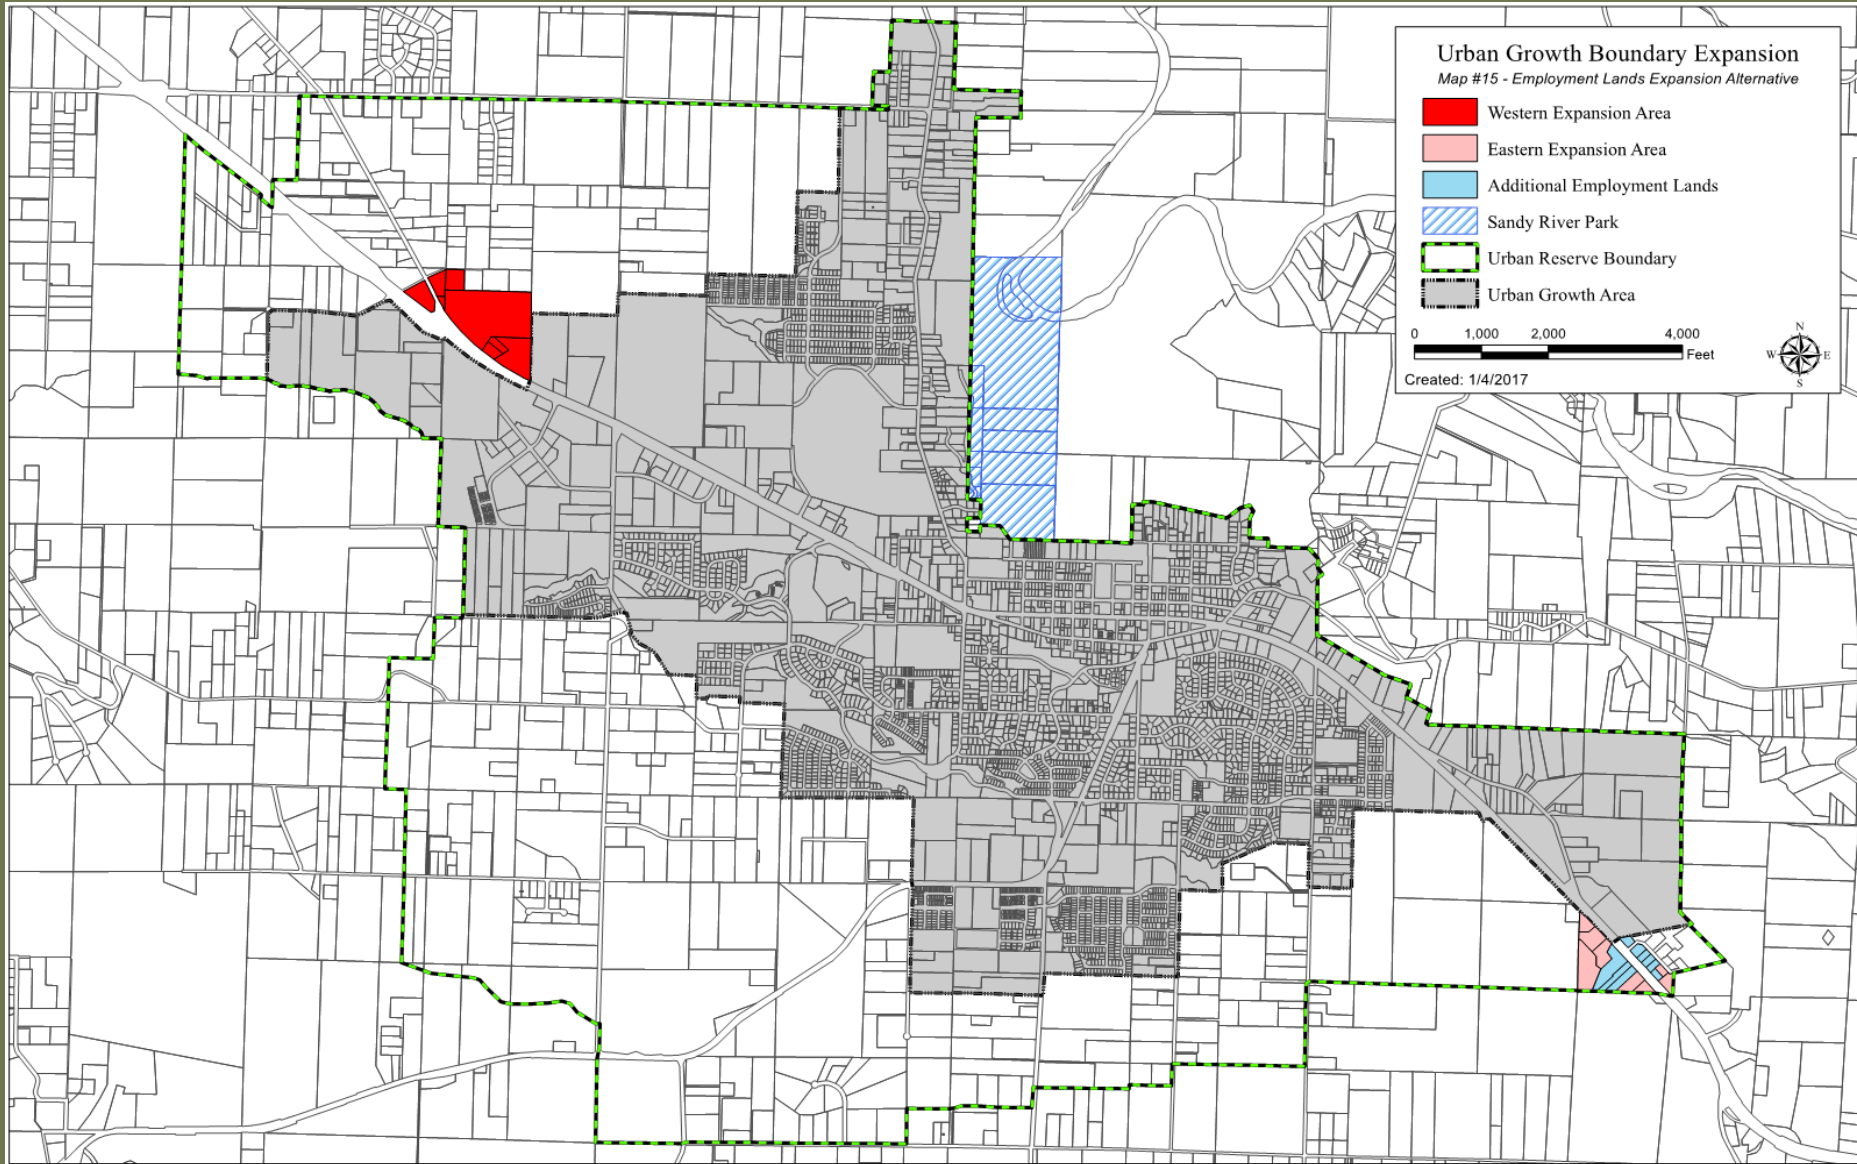 Urban Growth Boundary Expansion
Map #15 - Employment Lands Expansion Alternative
Western Expansion Area
Eastern Expansion Area
Additional Employment Lands
Sandy River Park
Urban Reserve Boundary
Urban Growth Area
0 1,000 2,000 4,000
Feet
Created: 1/4/2017
N
W E
S